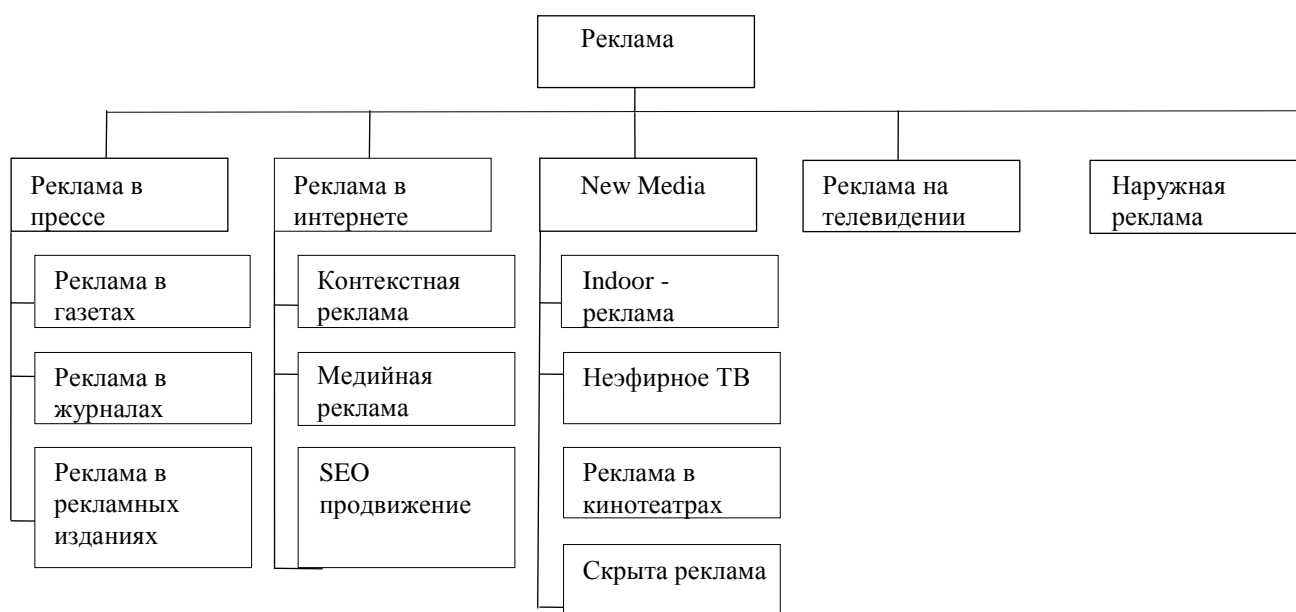 Реклама
Реклама в
прессе
Реклама в
интернете
New Media
Реклама на
телевидении
Наружная
реклама
Реклама в
газетах
Реклама в
журналах
Реклама в
рекламных
изданиях
Контекстная
реклама
Медийная
реклама
SEO
продвижение
Indoor -
реклама
Неэфирное ТВ
Реклама в
кинотеатрах
Скрыта реклама